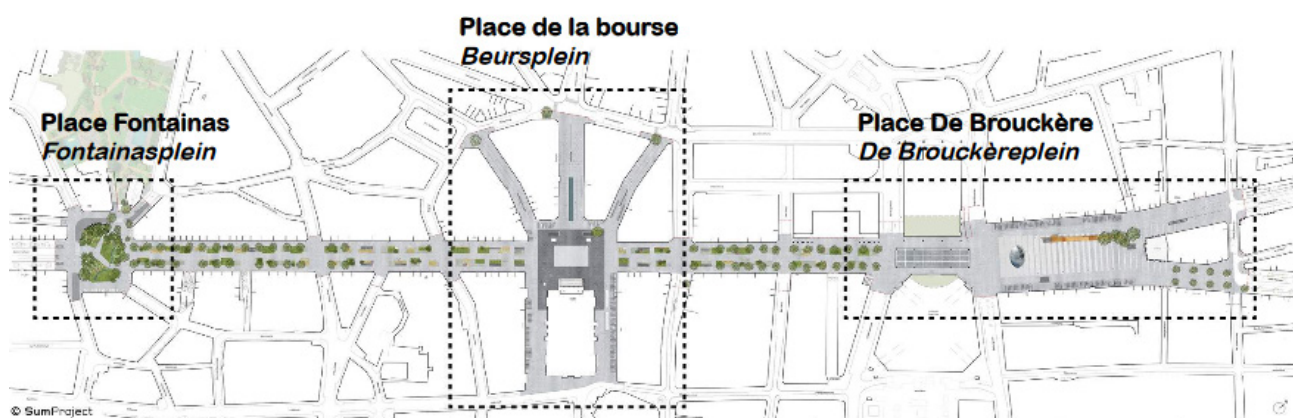 Place de la bourse
Beursplein
Place Fontainas
Fontainasplein
Place De Brouckère
De Brouckèreplein
© SumProject